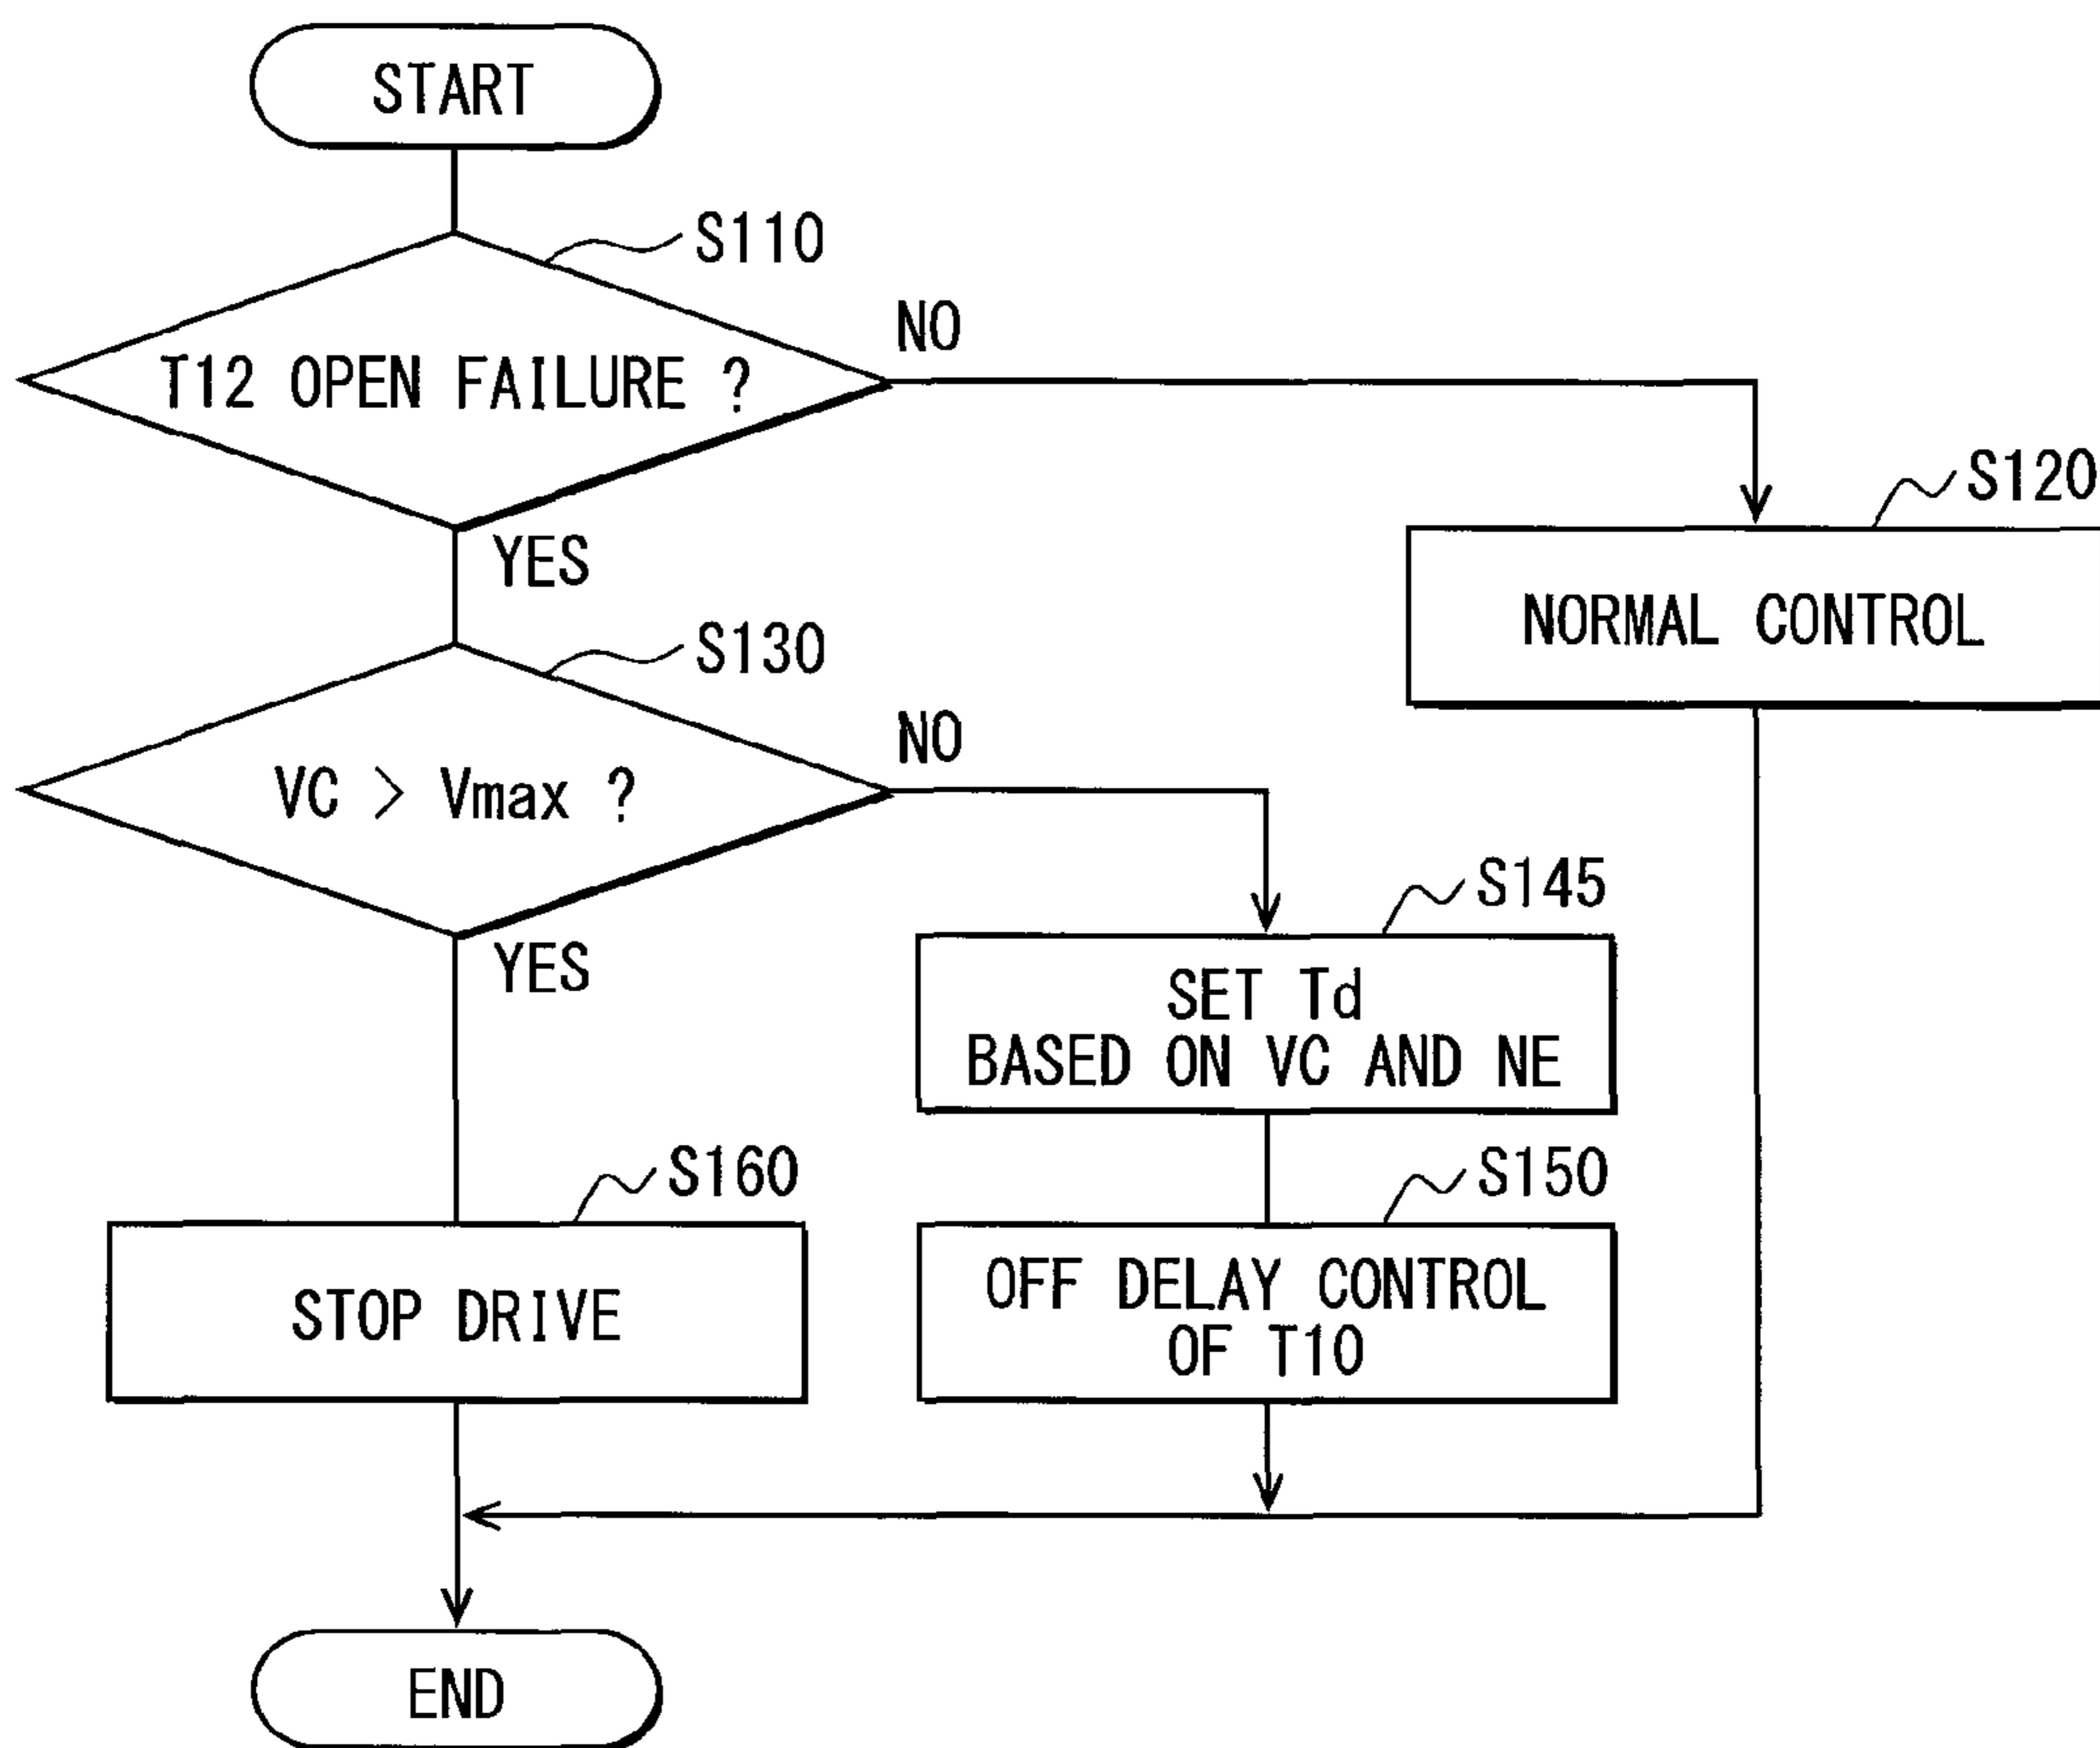 START
S110
T12 OPEN FAILURE ?
NO
YES
S120
NORMAL CONTROL
S130
VC > Vmax ?
NO
YES
S145
SET Td
BASED ON VC AND NE
S160
STOP DRIVE
S150
OFF DELAY CONTROL
OF T10
END